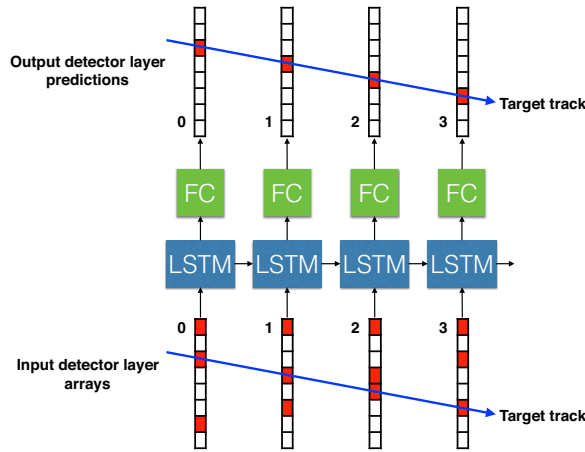 Output detector layer
predictions
0
1
2
3
Target track
FC
FC
FC
FC
LSTM
LSTM
LSTM
LSTM
0
1
2
3
Input detector layer
arrays
Target track